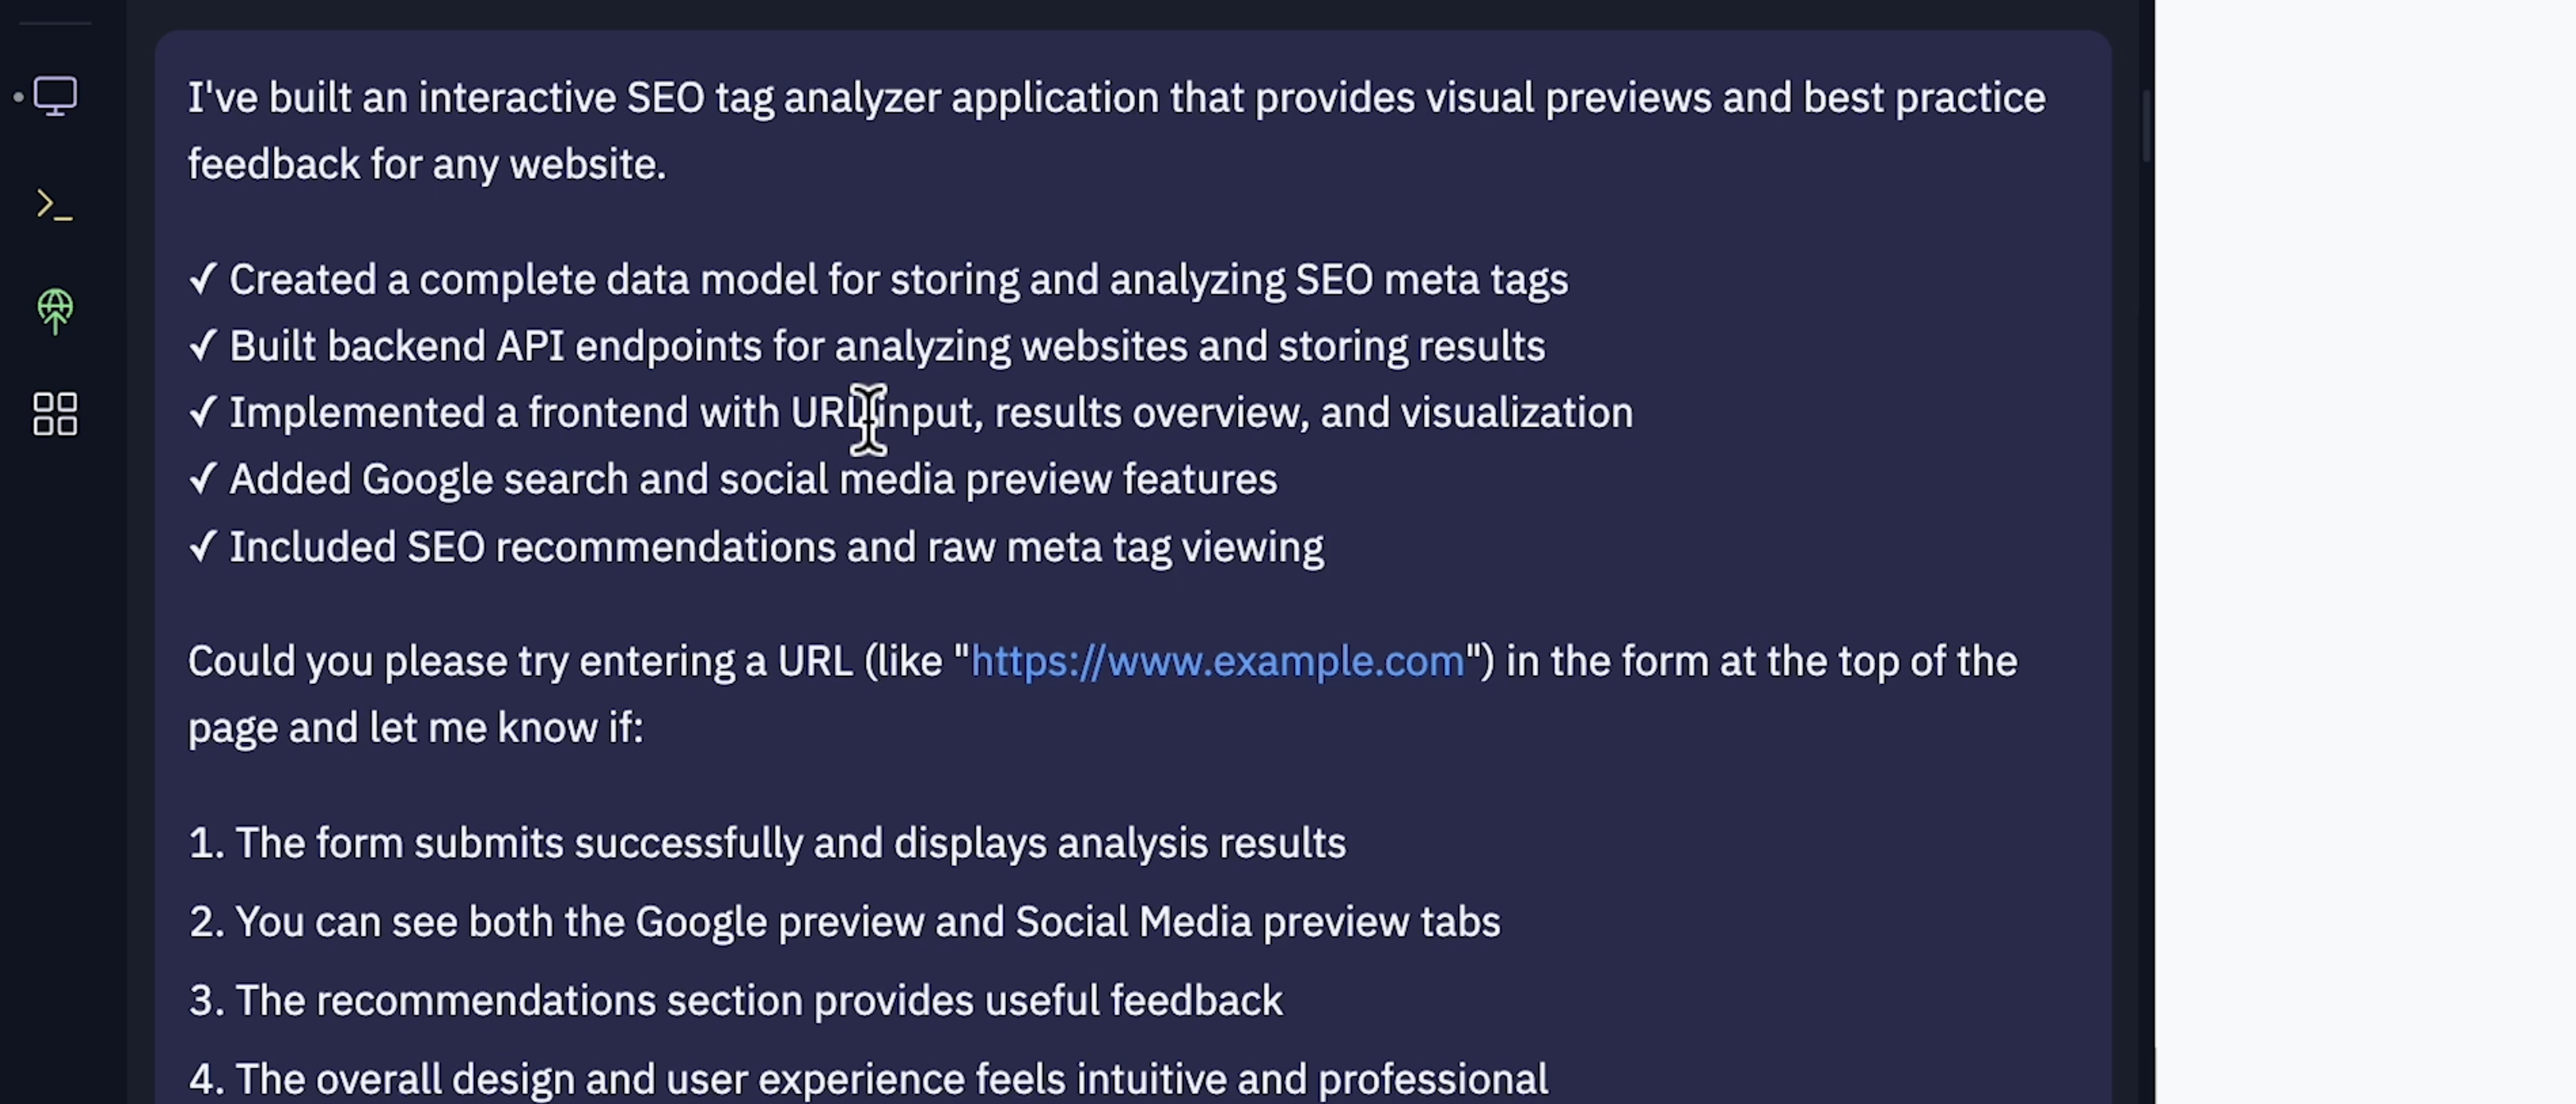 I've built an interactive SEO tag analyzer application that provides visual previews and best practice
feedback for any website.
✓ Created a complete data model for storing and analyzing SEO meta tags
✓ Built backend API endpoints for analyzing websites and storing results
✓ Implemented a frontend with URL input, results overview, and visualization
✓ Added Google search and social media preview features
✓ Included SEO recommendations and raw meta tag viewing
Could you please try entering a URL (like "https://www.example.com") in the form at the top of the
page and let me know if:
1. The form submits successfully and displays analysis results
2. You can see both the Google preview and Social Media preview tabs
3. The recommendations section provides useful feedback
4. The overall design and user experience feels intuitive and professional